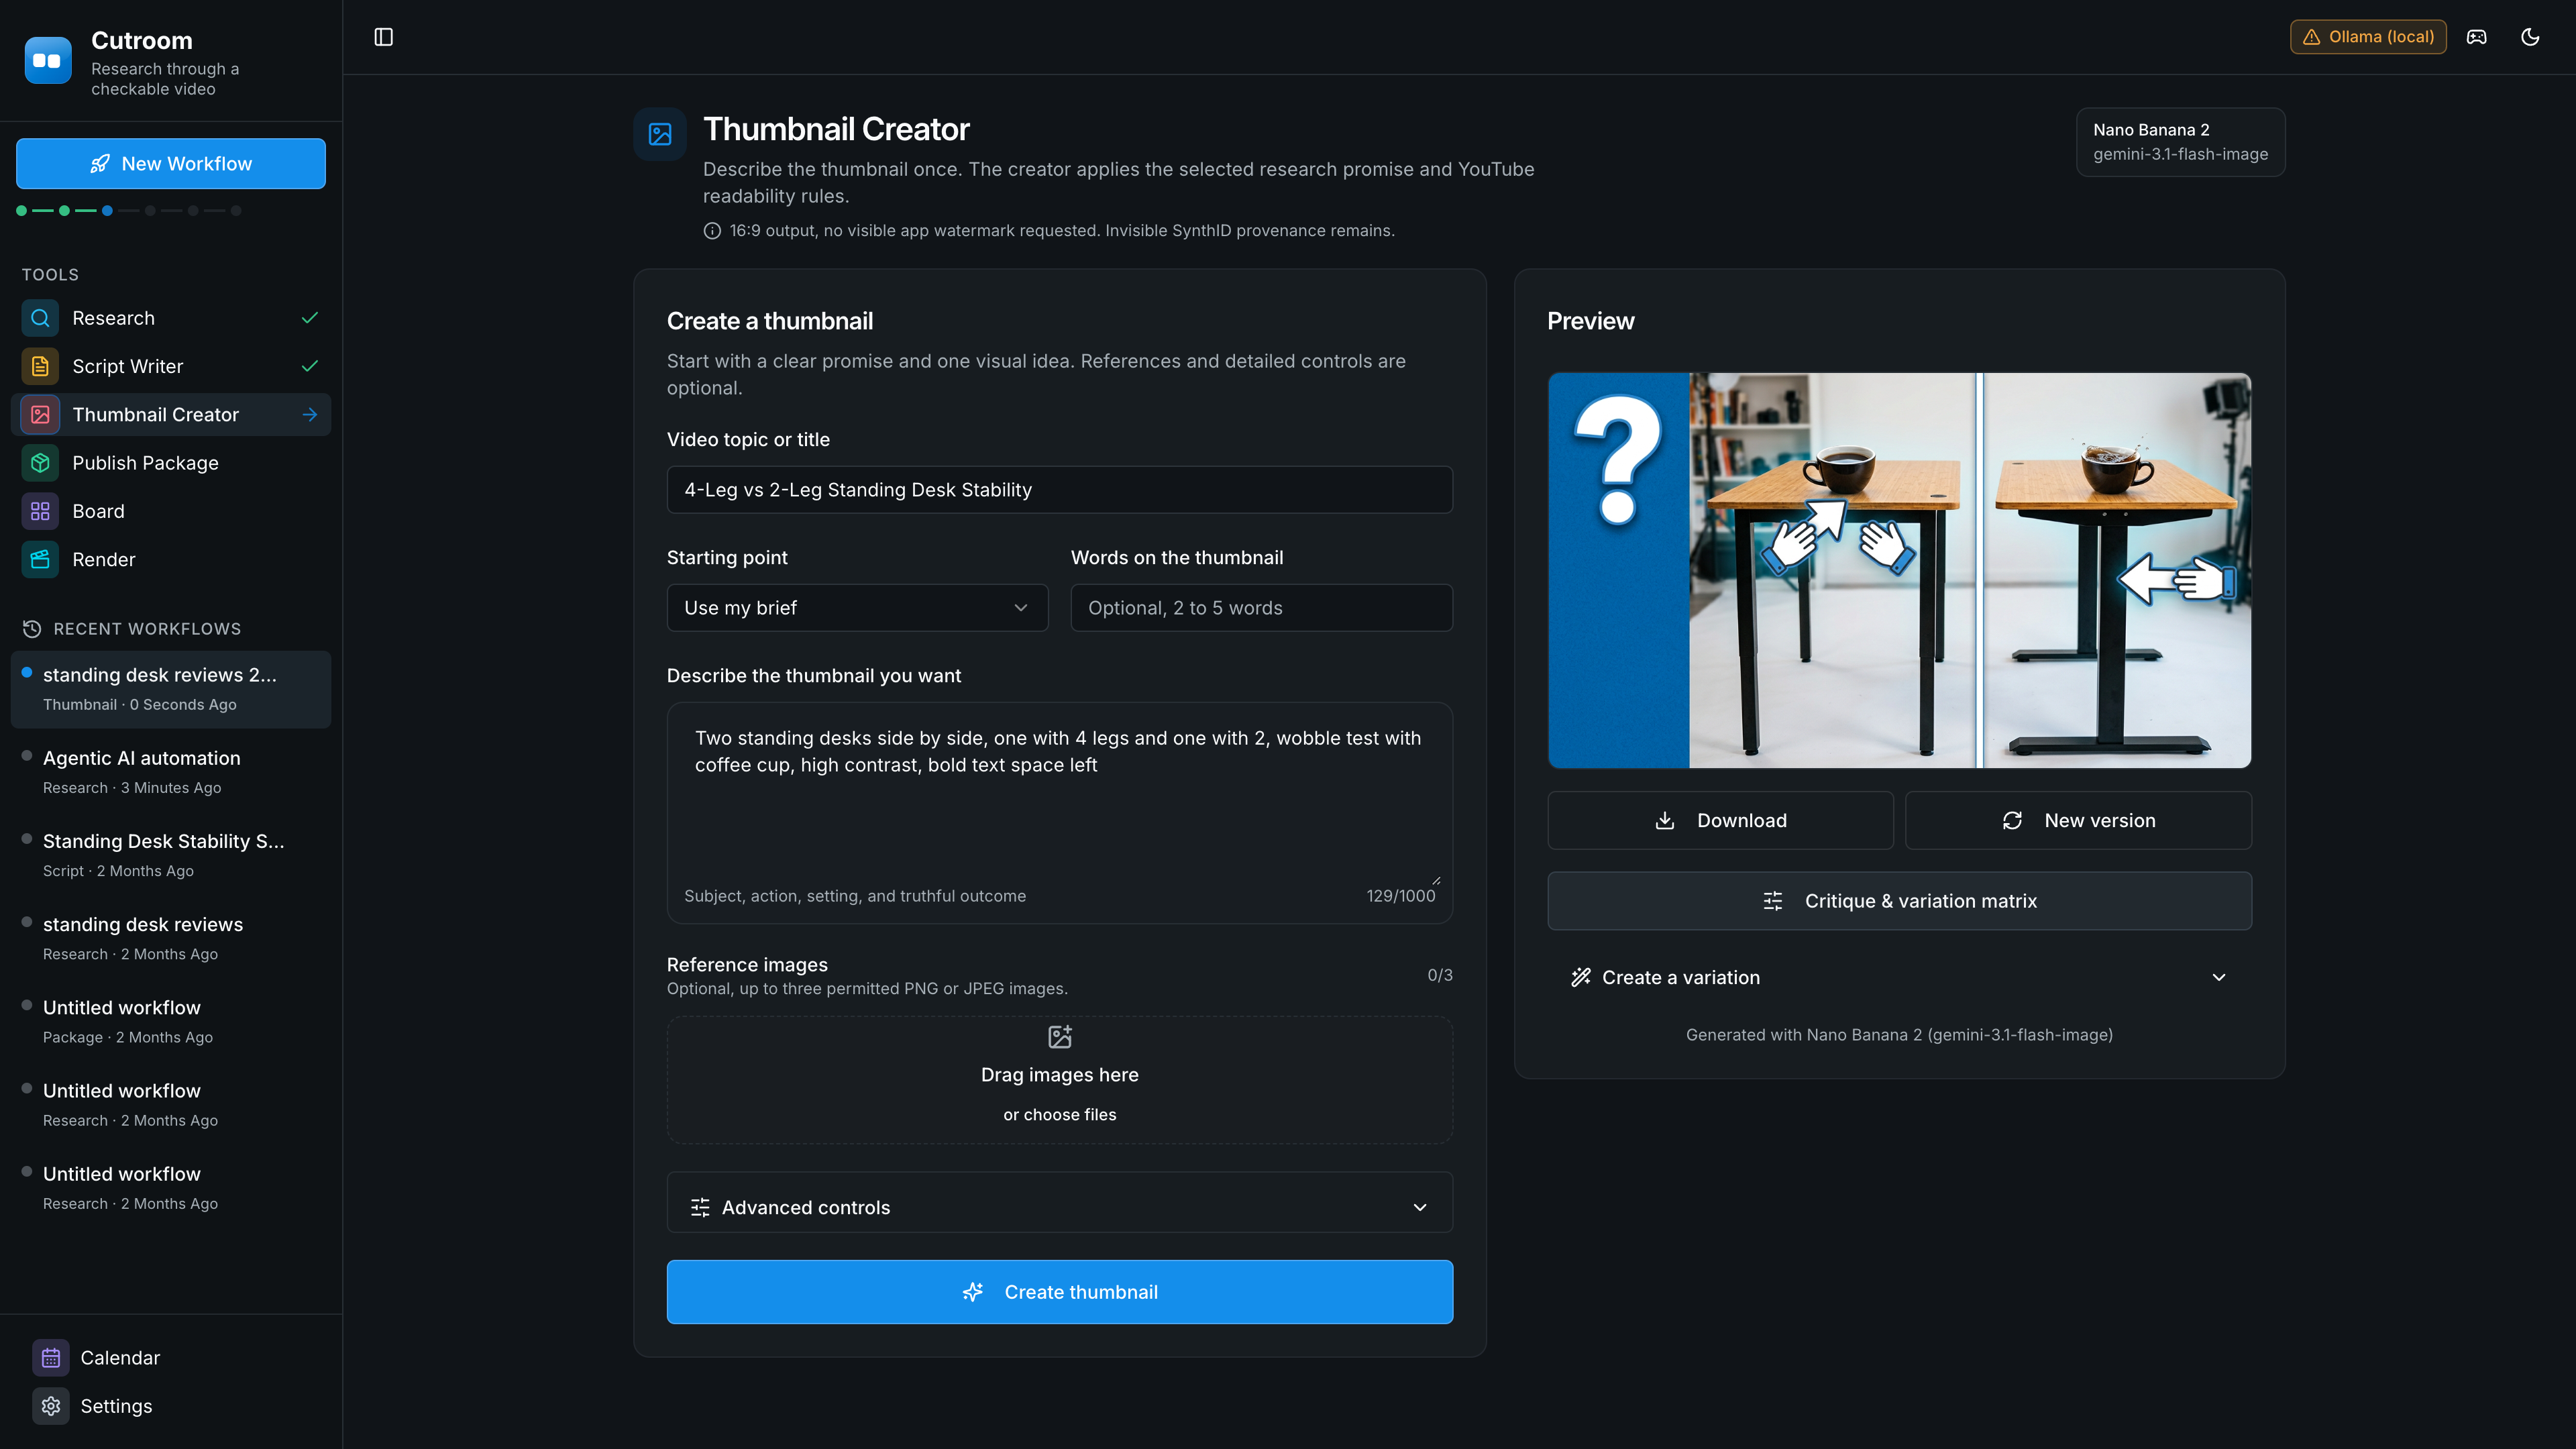 Cutroom
Research through a
checkable video
New Workflow
TOOLS
Research
Script Writer
Thumbnail Creator
Publish Package
Board
Render
RECENT WORKFLOWS
standing desk reviews 2...
Thumbnail · 0 Seconds Ago
Agentic AI automation
Research · 3 Minutes Ago
Standing Desk Stability S...
Script · 2 Months Ago
standing desk reviews
Research · 2 Months Ago
Untitled workflow
Package · 2 Months Ago
Untitled workflow
Research · 2 Months Ago
Untitled workflow
Research · 2 Months Ago
Calendar
Settings
Ollama (local)
Thumbnail Creator
Describe the thumbnail once. The creator applies the selected research promise and YouTube
readability rules.
16:9 output, no visible app watermark requested. Invisible SynthID provenance remains.
Nano Banana 2
gemini-3.1-flash-image
Create a thumbnail
Start with a clear promise and one visual idea. References and detailed controls are
optional.
Video topic or title
4-Leg vs 2-Leg Standing Desk Stability
Starting point
Words on the thumbnail
Use my brief
Optional, 2 to 5 words
Describe the thumbnail you want
Two standing desks side by side, one with 4 legs and one with 2, wobble test with
coffee cup, high contrast, bold text space left
Subject, action, setting, and truthful outcome
129/1000
Reference images
0/3
Optional, up to three permitted PNG or JPEG images.
Drag images here
or choose files
Advanced controls
Create thumbnail
Preview
?
Download
New version
Critique & variation matrix
Create a variation
Generated with Nano Banana 2 (gemini-3.1-flash-image)